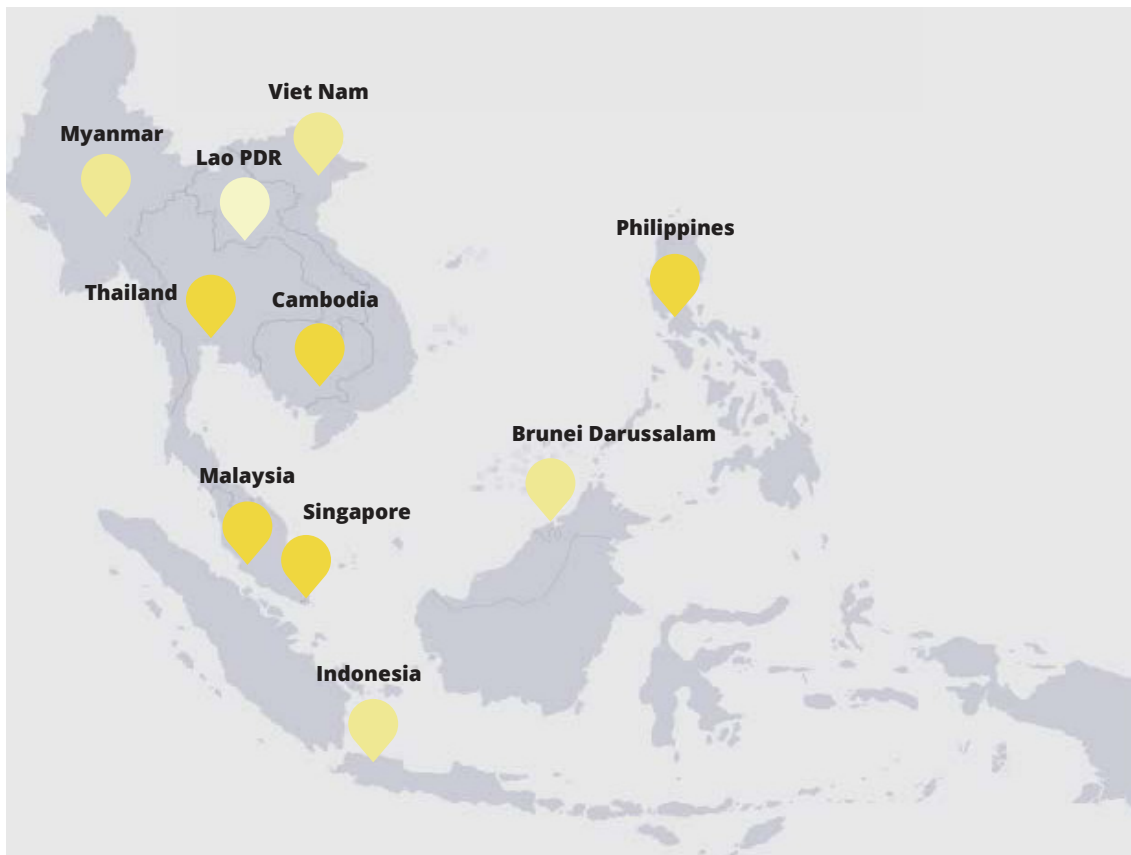 Viet Nam
Myanmar
Lao PDR
Philippines
Thailand
Cambodia
Brunei Darussalam
Malaysia
Singapore
Indonesia